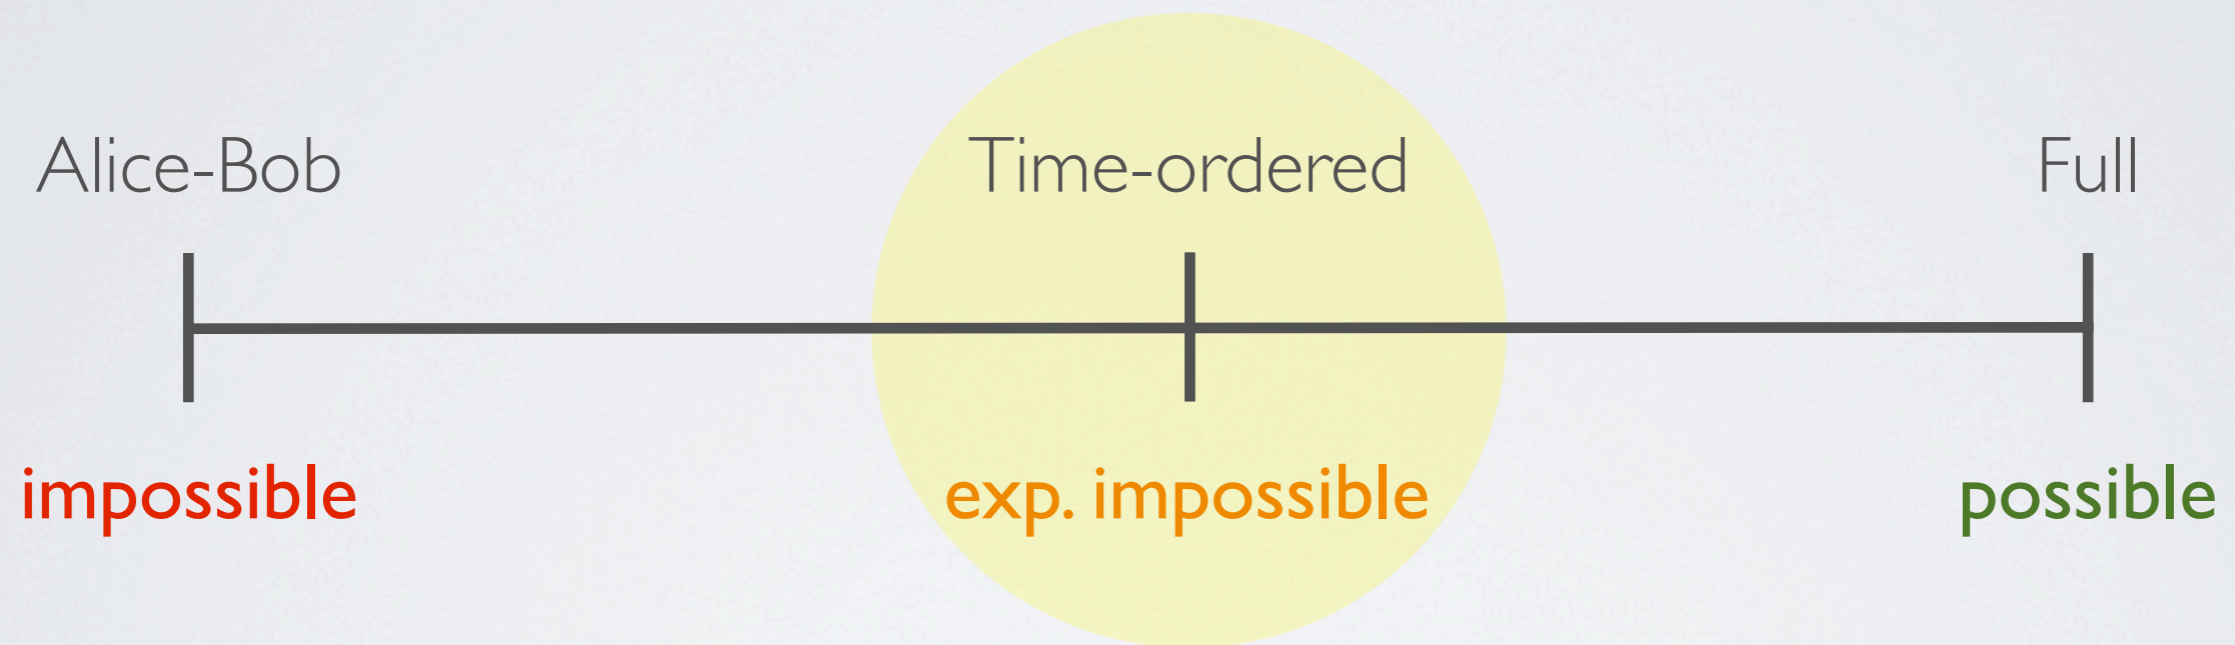 Alice-Bob Time-ordered Full
impossible exp. impossible possible